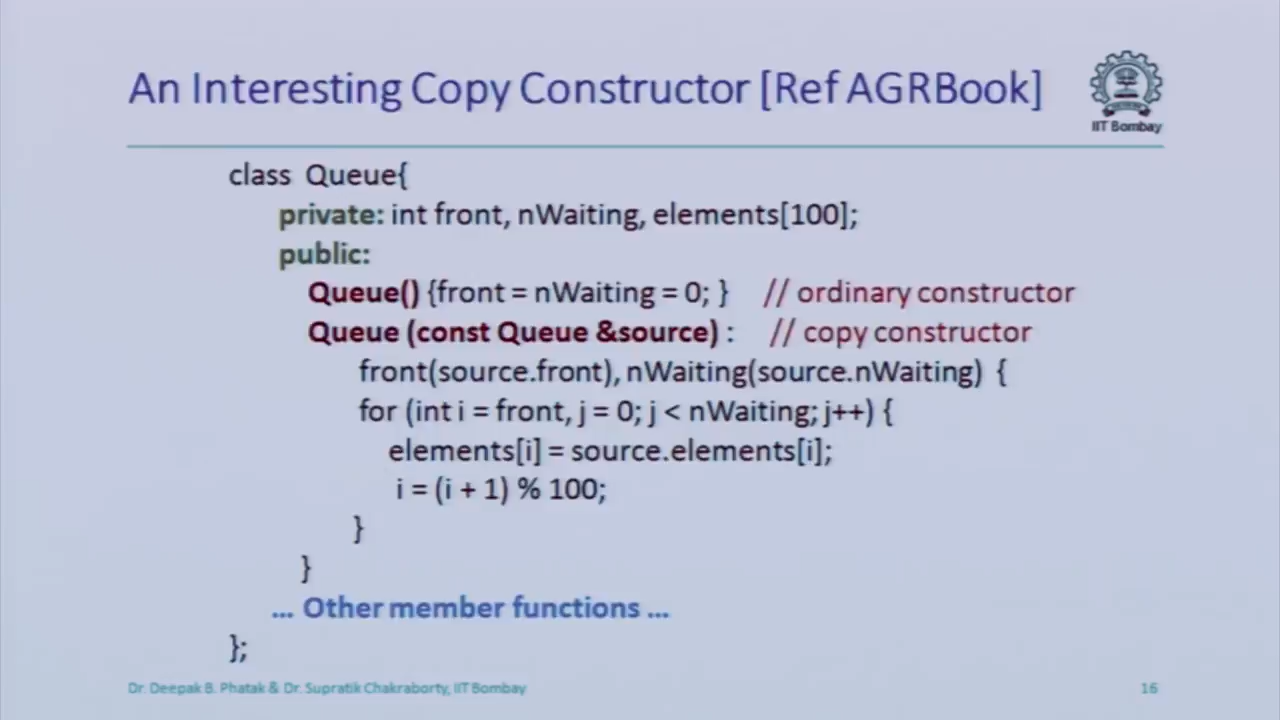 An Interesting Copy Constructor [Ref AGRBook]
IIT Bombay
class Queue{
private: int front, nWaiting, elements[100];
public:
Queue() {front = nWaiting = 0; } // ordinary constructor
Queue (const Queue &source) : // copy constructor
front(source.front), nWaiting(source.nWaiting) {
for (int i = front, j = 0; j < nWaiting; j++) {
elements[i] = source.elements[i];
i = (i + 1) % 100;
}
}
... Other member functions ...
};
Dr. Deepak B. Phatak & Dr. Supratik Chakraborty, IIT Bombay
16